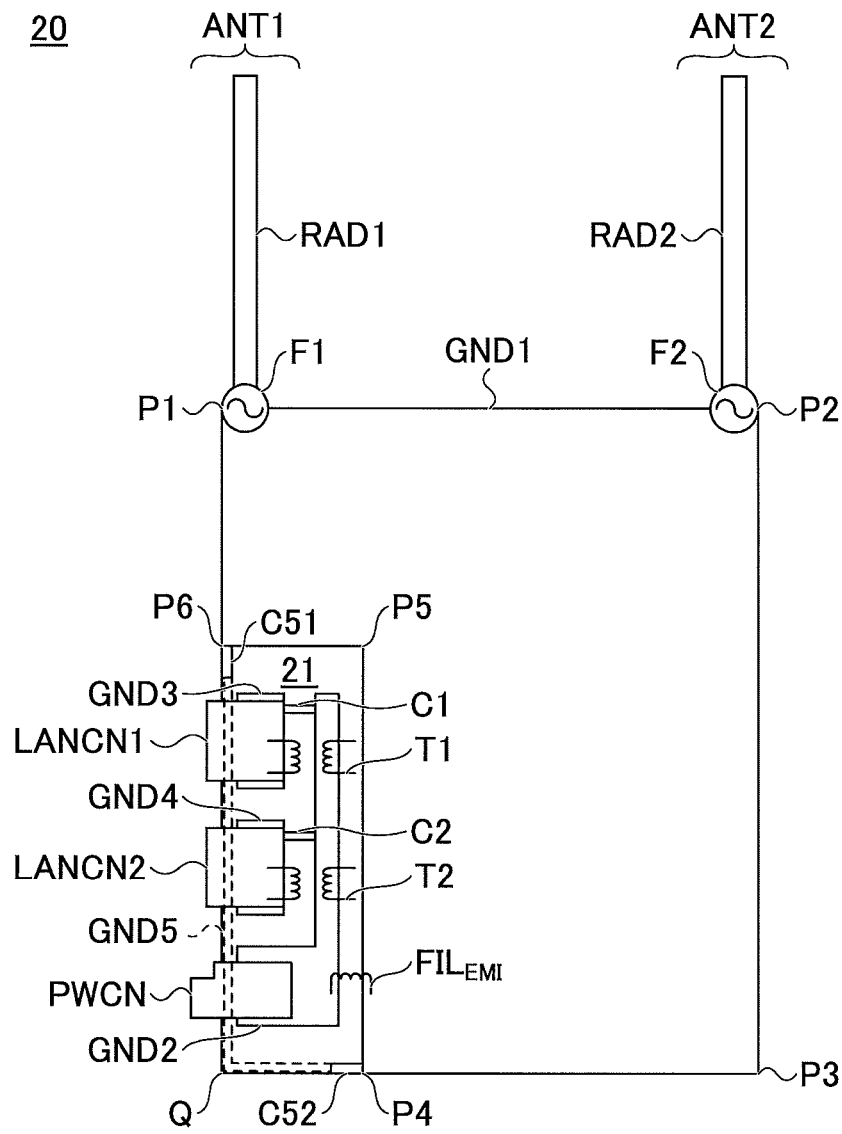 20
ANT1
ANT2
RAD1
RAD2
F1
GND1
F2
P1
P2
P6
C51
P5
21
GND3
C1
LANCN1
T1
GND4
C2
LANCN2
T2
GND5
FILEMI
PWCN
GND2
Q
C52
P4
P3